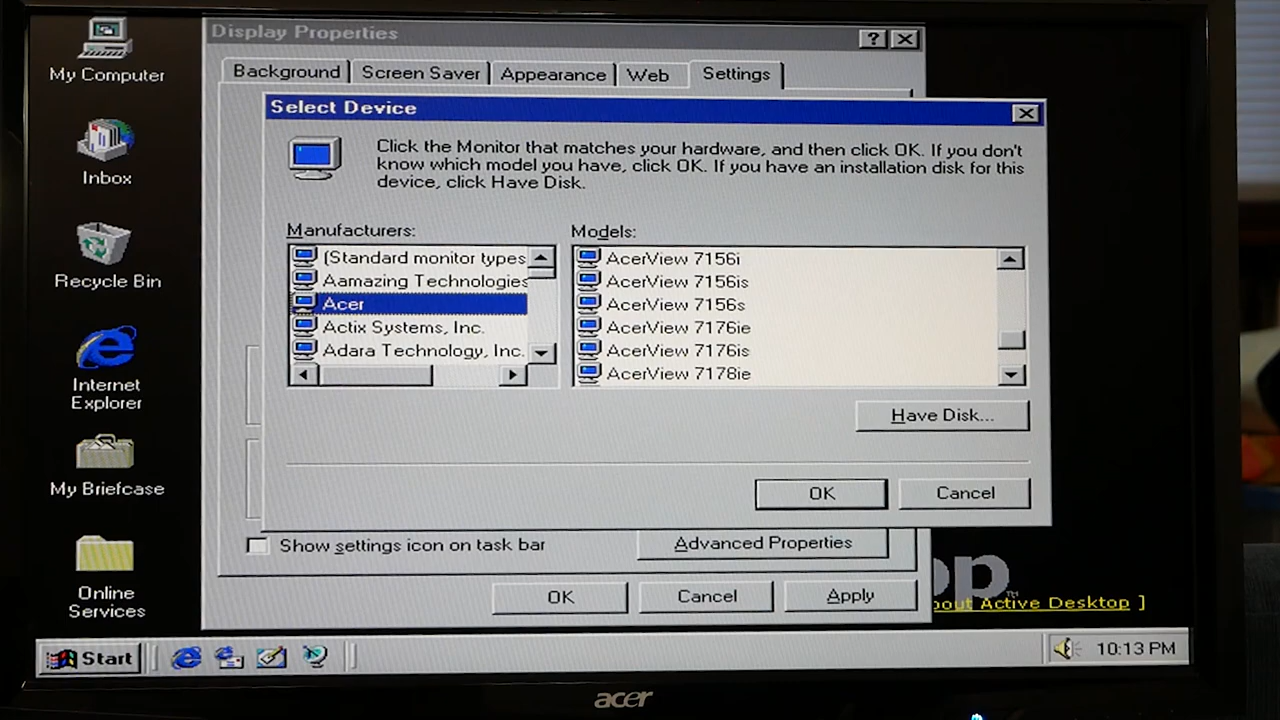 My Computer
Inbox
Recycle Bin
Internet
Explorer
My Briefcase
Online
Services
Display Properties
Background
Screen Saver
Appearance
Web
Settings
Select Device
Click the Monitor that matches your hardware, and then click OK. If you don't
know which model you have, click OK. If you have an installation disk for this
device, click Have Disk.
Manufacturers:
(Standard monitor types
Aamazing Technologies
Acer
Actix Systems, Inc.
Adara Technology, Inc.
Models:
AcerView 7156i
AcerView 7156is
AcerView 7156s
AcerView 7176ie
AcerView 7176is
AcerView 7178ie
Have Disk...
OK
Cancel
Show settings icon on task bar
Advanced Properties
OK
Cancel
Apply
op™
bout Active Desktop ]
Start
10:13 PM
acer